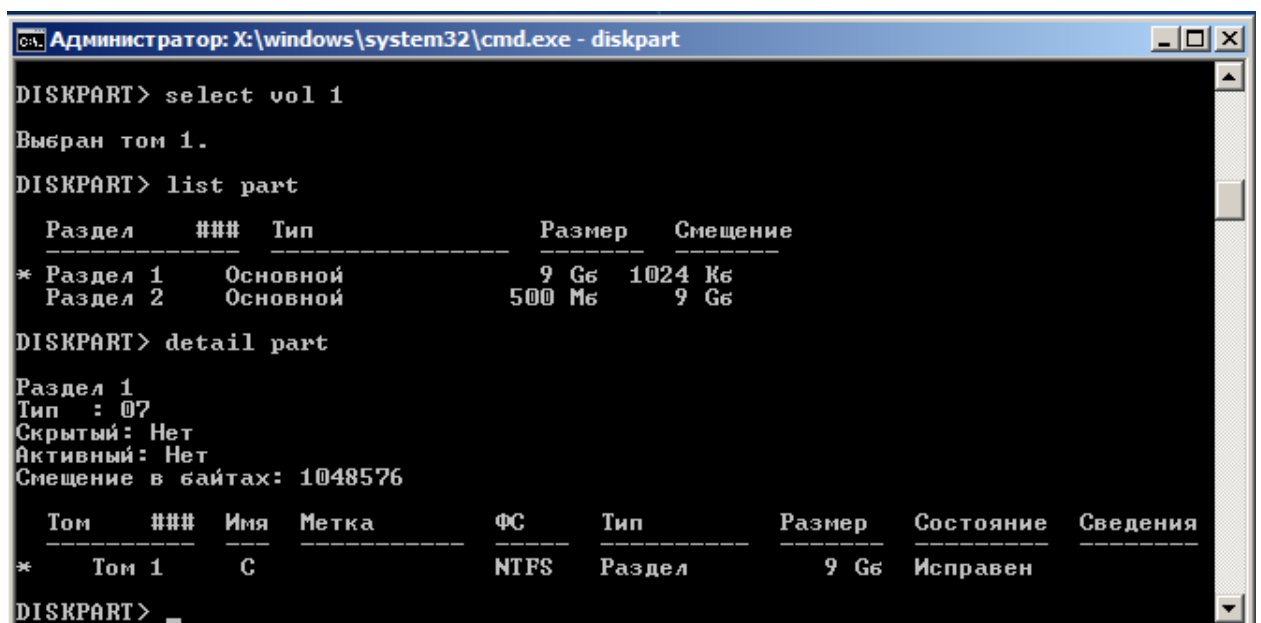 Администратор: X:\windows\system32\cmd.exe - diskpart
DISKPART> select vol 1
Выбран том 1.
DISKPART> list part
Раздел ### Тип Размер Смещение
------------- ---------------- ------- -------
* Раздел 1 Основной 9 Gб 1024 Kб
Раздел 2 Основной 500 Mб 9 Gб
DISKPART> detail part
Раздел 1
Тип : 07
Скрытый: Нет
Активный: Нет
Смещение в байтах: 1048576
Том ### Имя Метка ФС Тип Размер Состояние Сведения
---------- --- ----------- ----- ---------- ------- --------- --------
* Том 1 C NTFS Раздел 9 Gб Исправен
DISKPART> _